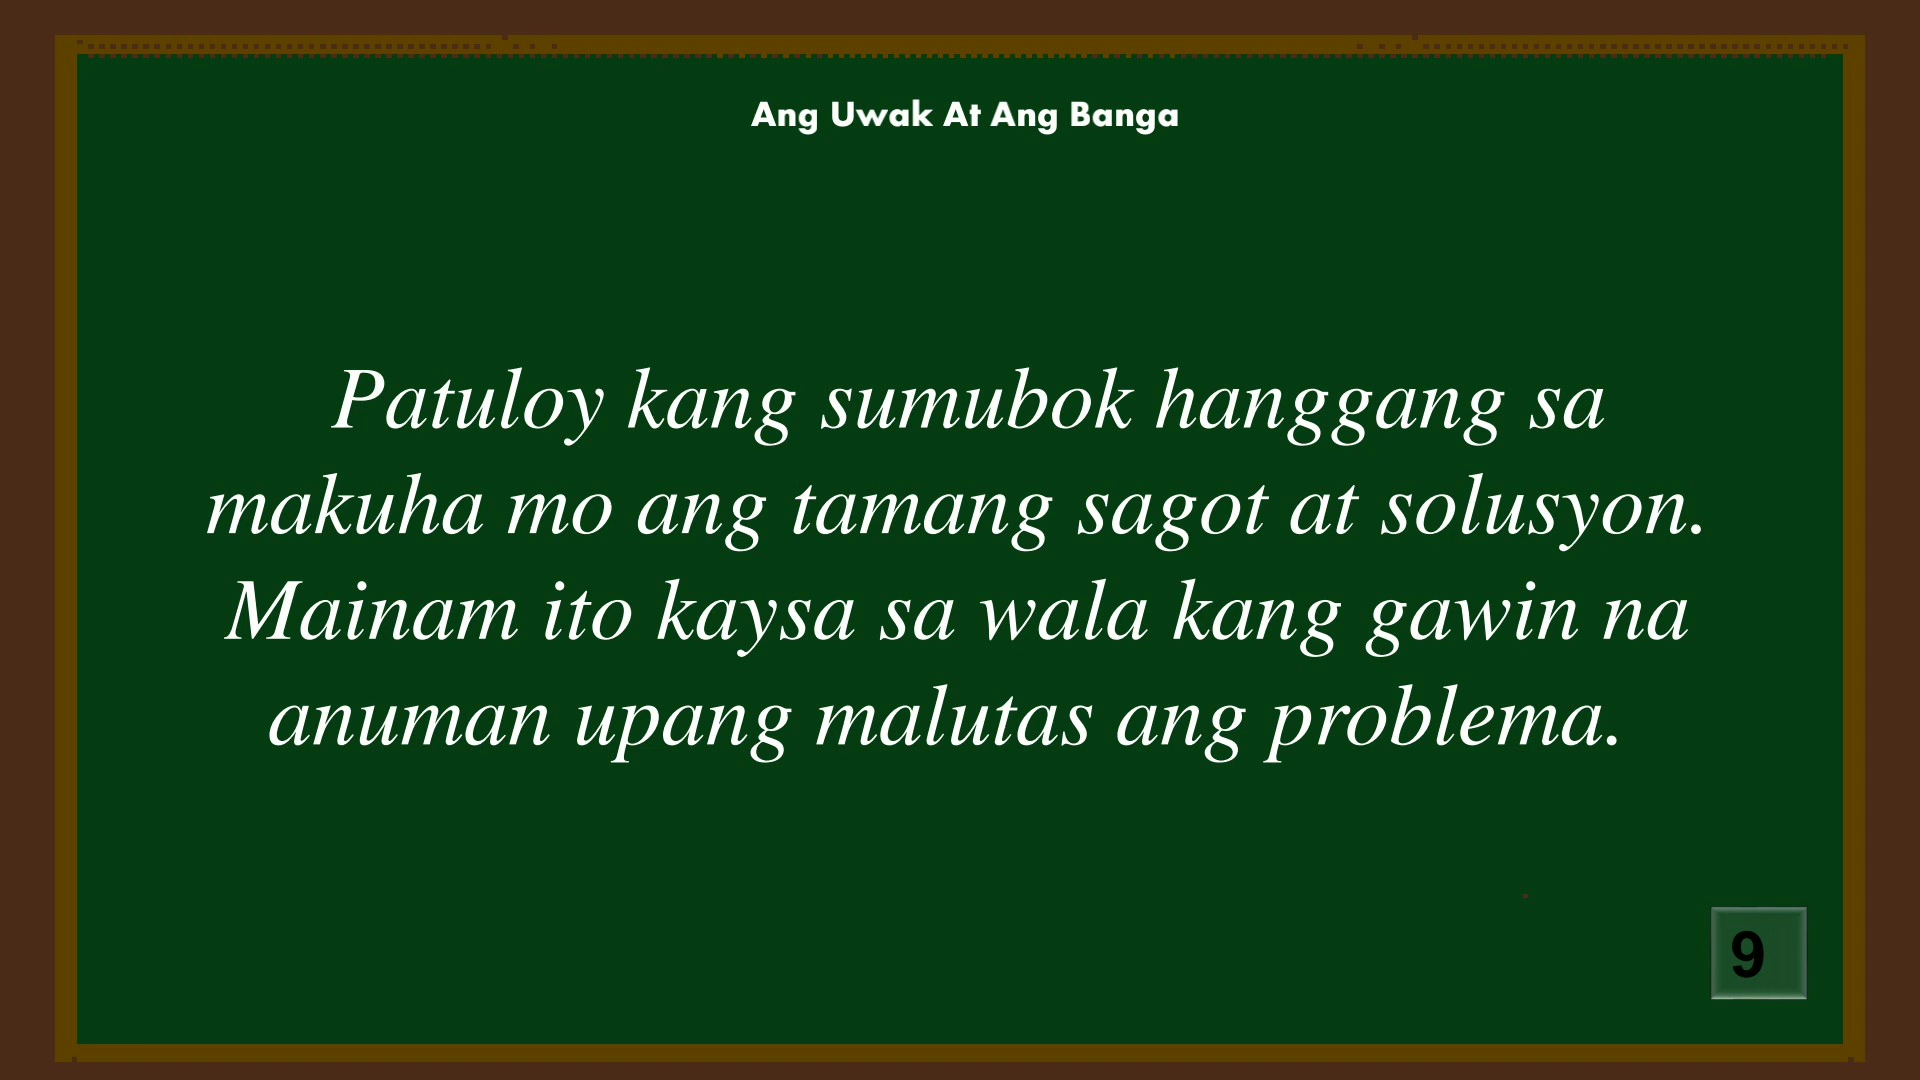 Ang Uwak At Ang Banga
Patuloy kang sumubok hanggang sa
makuha mo ang tamang sagot at solusyon.
Mainam ito kaysa sa wala kang gawin na
anuman upang malutas ang problema.
9